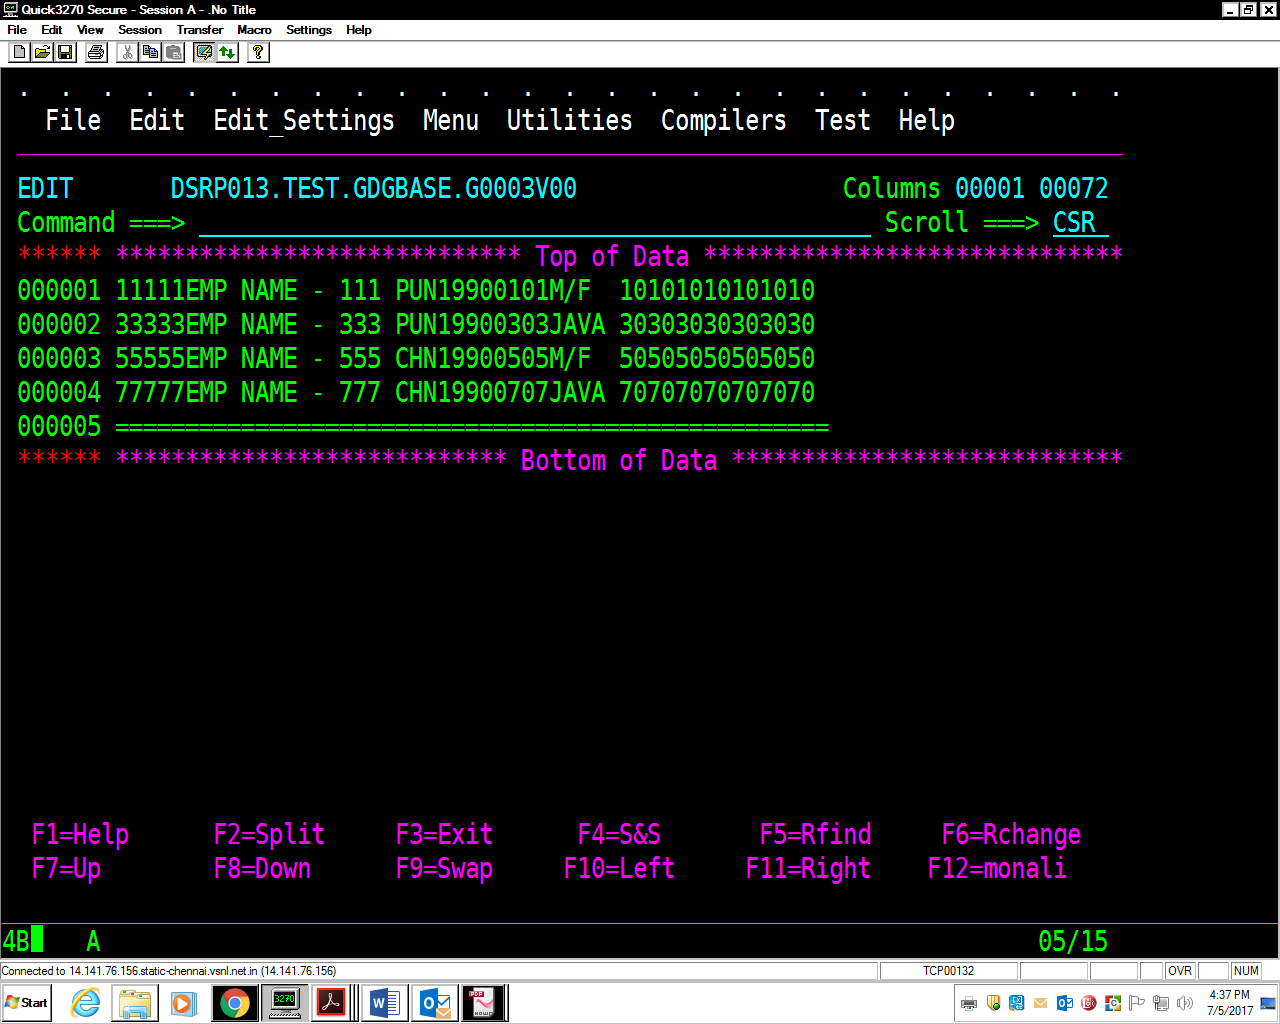 Quick3270 Secure - Session A - .No Title
File Edit View Session Transfer Macro Settings Help
. . . . . . . . . . . . . . . . . . . . . . . . . . .
File Edit Edit_Settings Menu Utilities Compilers Test Help
EDIT DSRP013.TEST.GDGBASE.G0003V00 Columns 00001 00072
Command ===> Scroll ===> CSR
****** ***************************** Top of Data ******************************
000001 11111EMP NAME - 111 PUN19900101M/F  10101010101010
000002 33333EMP NAME - 333 PUN19900303JAVA 30303030303030
000003 55555EMP NAME - 555 CHN19900505M/F  50505050505050
000004 77777EMP NAME - 777 CHN19900707JAVA 70707070707070
000005 ===================================================
****** **************************** Bottom of Data ****************************
F1=Help F2=Split F3=Exit F4=S&S F5=Rfind F6=Rchange
F7=Up F8=Down F9=Swap F10=Left F11=Right F12=monali
4B A 05/15
Connected to 14.141.76.156.static-chennai.vsnl.net.in (14.141.76.156) TCP00132 OVR NUM
Start 3270 4:37 PM
7/5/2017